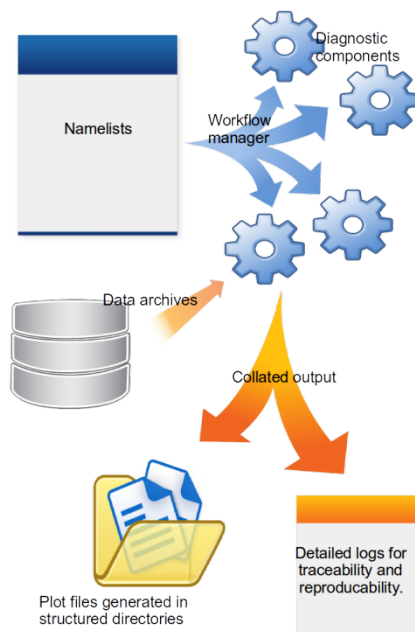 Diagnostic
components
Namelists
Workflow
manager
Data archives
Collated output
Detailed logs for
traceability and
reproducability.
Plot files generated in
structured directories